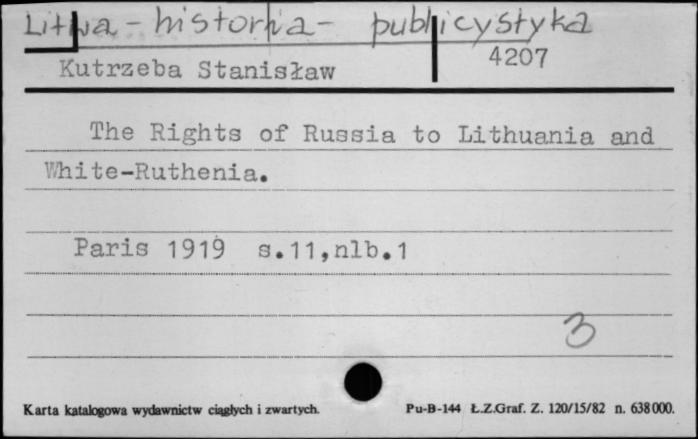 Litwa - historia - publicystyka
4207
Kutrzeba Stanisław
The Rights of Russia to Lithuania and
White-Ruthenia.
Paris 1919 s.11,nlb.1
3
Karta katalogowa wydawnictw ciągłych i zwartych. Pu-B-144 Ł.Z.Graf. Z. 120/15/82 n. 638000.